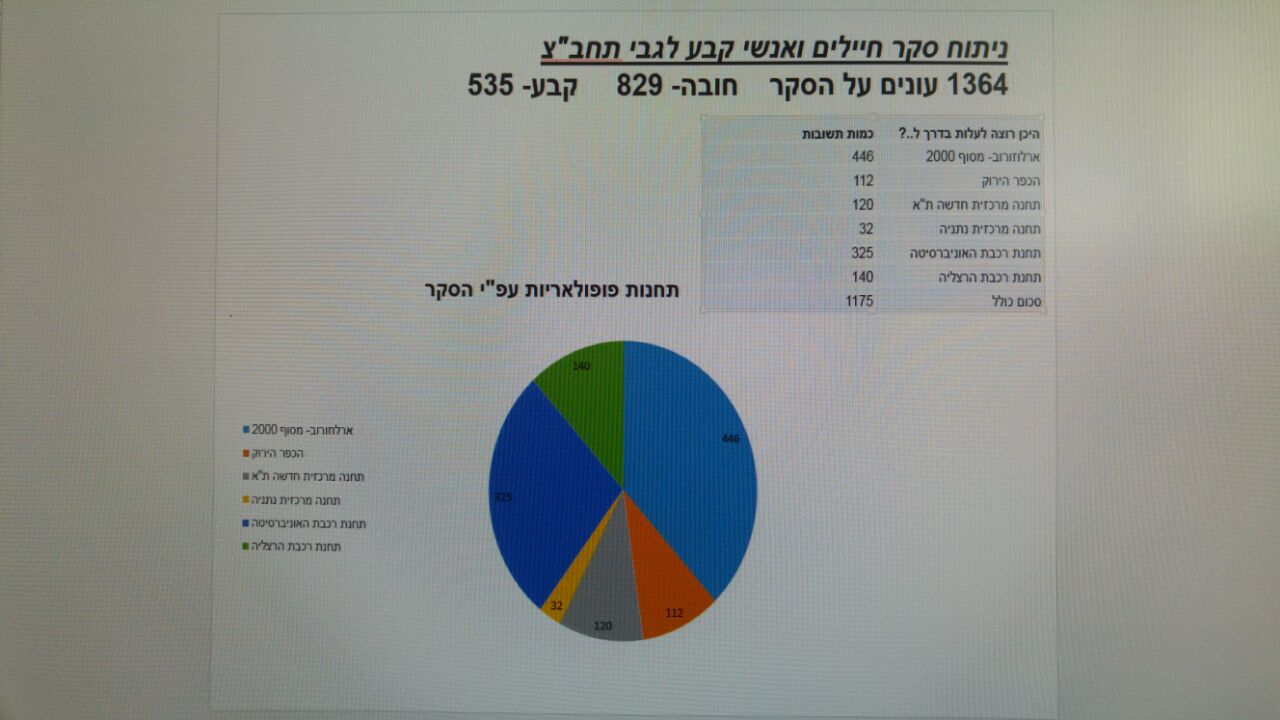 ניתוח סקר חיילים ואנשי קבע לגבי תחב"צ
1364 עונים על הסקר חובה- 829 קבע- 535
היכן רוצה לעלות בדרך ל..? כמות תשובות
ארלוזורוב- מסוף 2000 446
הכפר הירוק 112
תחנה מרכזית חדשה ת"א 120
תחנה מרכזית נתניה 32
תחנת רכבת האוניברסיטה 325
תחנת רכבת הרצליה 140
סכום כולל 1175
תחנות פופולאריות עפ"י הסקר
140
446
325
32
120
112
ארלוזורוב- מסוף 2000
הכפר הירוק
תחנה מרכזית חדשה ת"א
תחנה מרכזית נתניה
תחנת רכבת האוניברסיטה
תחנת רכבת הרצליה